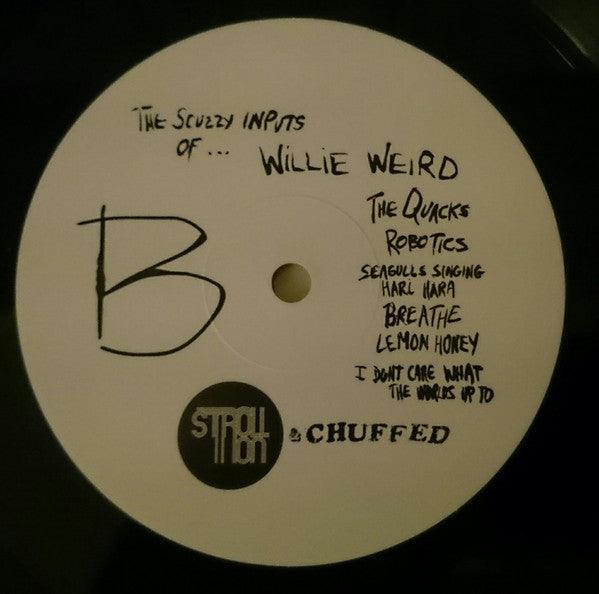 THE SCUZZY INPUTS
OF ... WILLIE WEIRD
B
THE QUACKS
ROBOTICS
SEAGULLS SINGING
HARI HARA
BREATHE
LEMON HONEY
I DONT CARE WHAT
THE WORLDS UP TO
STROLL
ON
& CHUFFED